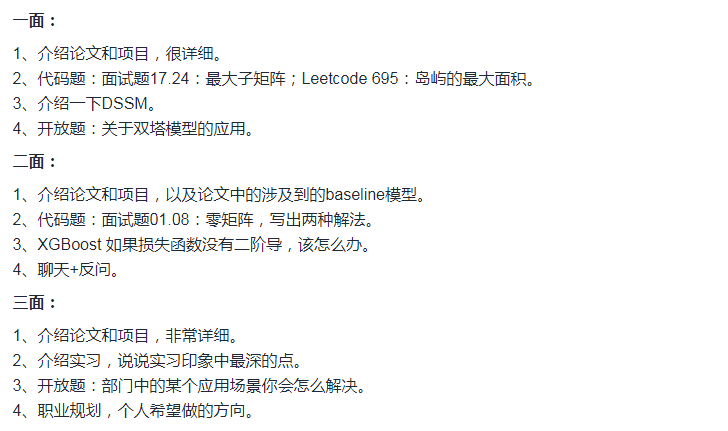 一面：
1、介绍论文和项目，很详细。
2、代码题：面试题17.24：最大子矩阵；Leetcode 695：岛屿的最大面积。
3、介绍一下DSSM。
4、开放题：关于双塔模型的应用。
二面：
1、介绍论文和项目，以及论文中的涉及到的baseline模型。
2、代码题：面试题01.08：零矩阵，写出两种解法。
3、XGBoost 如果损失函数没有二阶导，该怎么办。
4、聊天+反问。
三面：
1、介绍论文和项目，非常详细。
2、介绍实习，说说实习印象中最深的点。
3、开放题：部门中的某个应用场景你会怎么解决。
4、职业规划，个人希望做的方向。